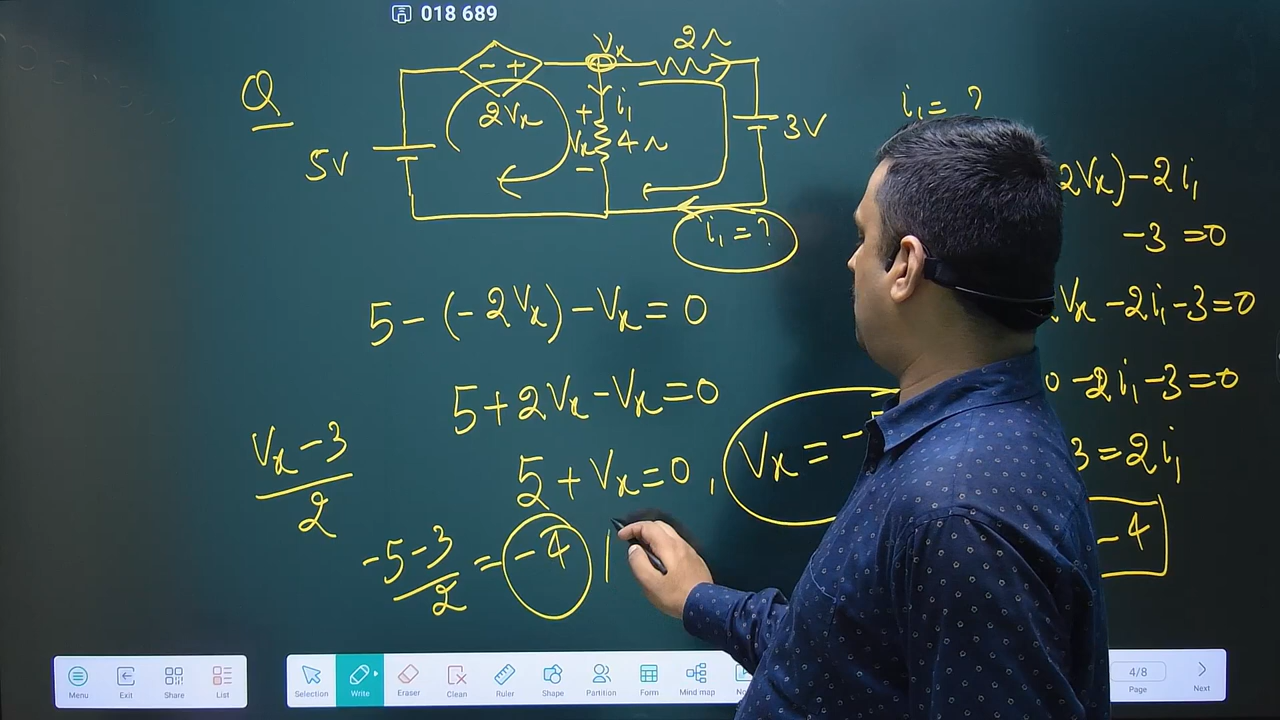 018 689
Q
- +
2Vx
Vx
2Ω
5V
+
Vx
-
i₁
4Ω
3V
i₁ = ?
i₁ = ?
5-(-2Vx)-Vx=0
5+2Vx-Vx=0
5+Vx=0, Vx=-
Vx-3
2
-5-3
2
=-4
2Vx)-2i₁
-3=0
Vx-2i₁-3=0
0-2i₁-3=0
3=2i₁
-4
Menu
Exit
Share
List
Selection
Write
Eraser
Clean
Ruler
Shape
Partition
Form
Mind map
4/8
Page
Next